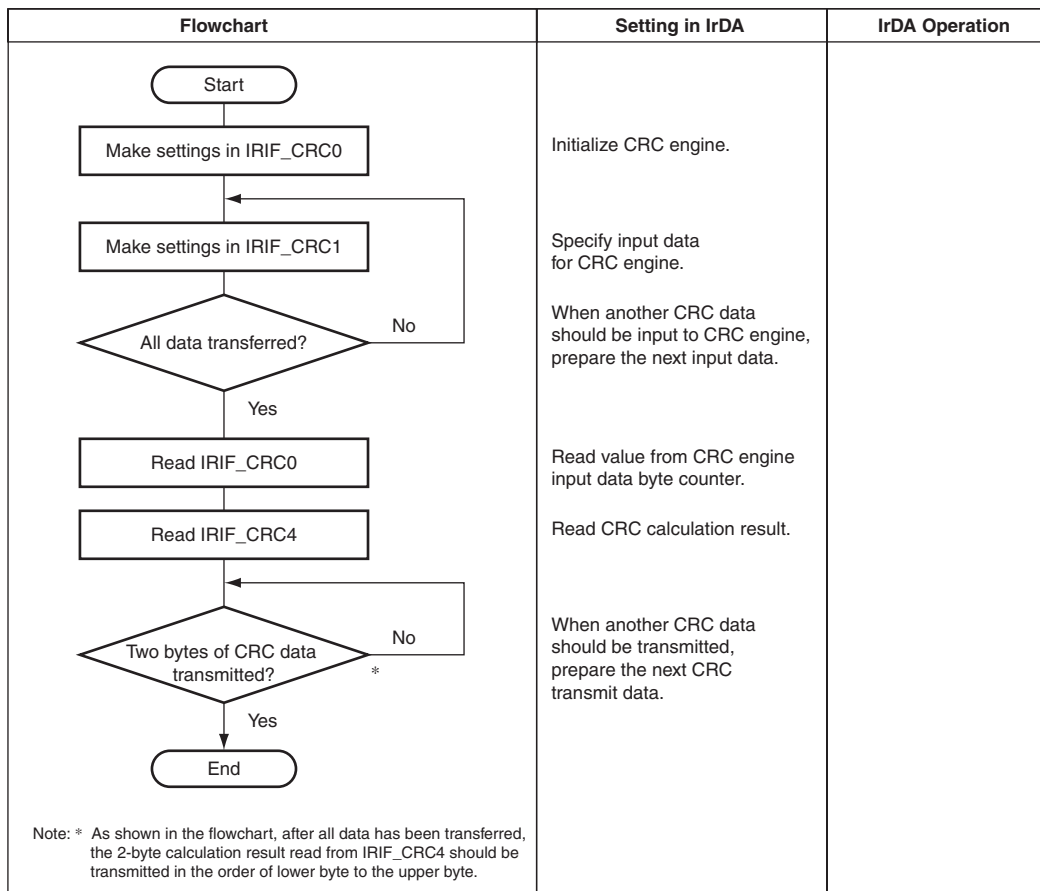 Flowchart
Setting in IrDA
IrDA Operation
Start
Make settings in IRIF_CRC0
Initialize CRC engine.
Make settings in IRIF_CRC1
Specify input data
for CRC engine.
All data transferred?
No
When another CRC data
should be input to CRC engine,
prepare the next input data.
Yes
Read IRIF_CRC0
Read value from CRC engine
input data byte counter.
Read IRIF_CRC4
Read CRC calculation result.
Two bytes of CRC data
transmitted?
No
*
When another CRC data
should be transmitted,
prepare the next CRC
transmit data.
Yes
End
Note: * As shown in the flowchart, after all data has been transferred,
the 2-byte calculation result read from IRIF_CRC4 should be
transmitted in the order of lower byte to the upper byte.